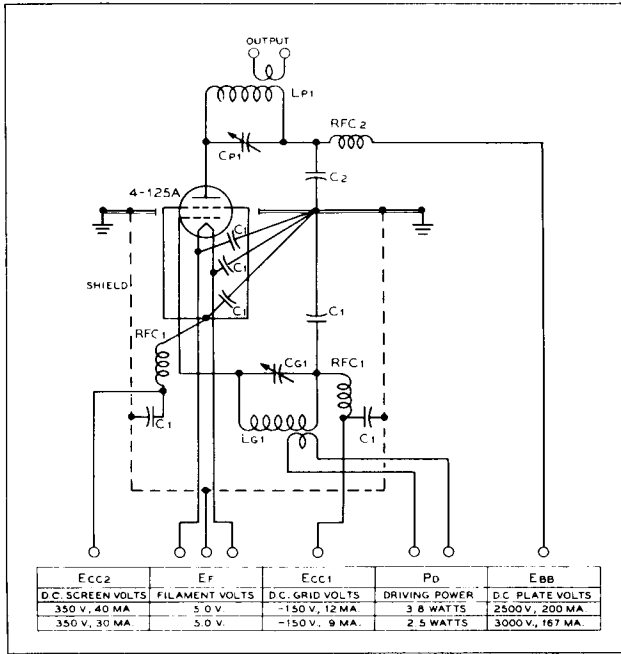 OUTPUT
LP1
RFC2
CP1
C2
4-125A
C1
C1
SHIELD
C1
C1
RFC1
CG1
RFC1
C1
LG1
C1
ECC2 EF ECC1 PD EBB
D.C. SCREEN VOLTS FILAMENT VOLTS D.C. GRID VOLTS DRIVING POWER D.C. PLATE VOLTS
350 V, 40 MA. 5.0 V. -150 V, 12 MA. 3.8 WATTS 2500 V, 200 MA.
350 V, 30 MA. 5.0 V. -150 V., 9 MA. 2.5 WATTS 3000 V., 167 MA.